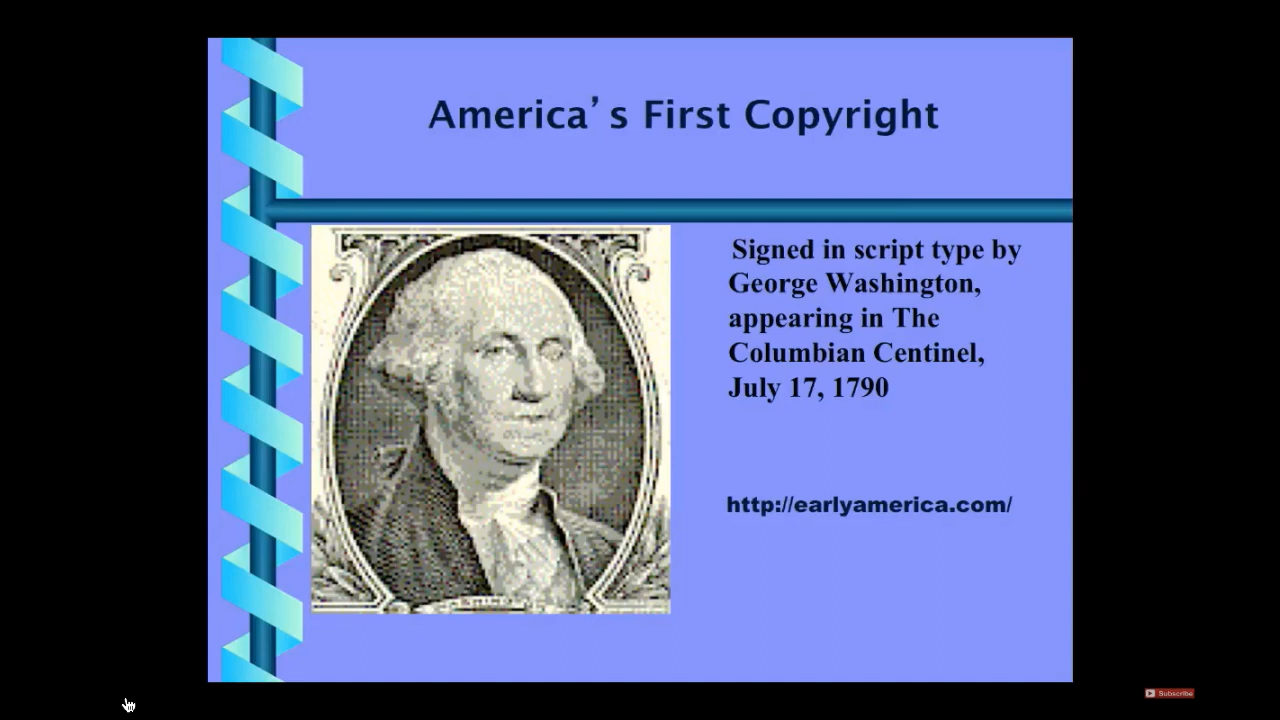 America's First Copyright
Signed in script type by
George Washington,
appearing in The
Columbian Centinel,
July 17, 1790
http://earlyamerica.com/
Subscribe